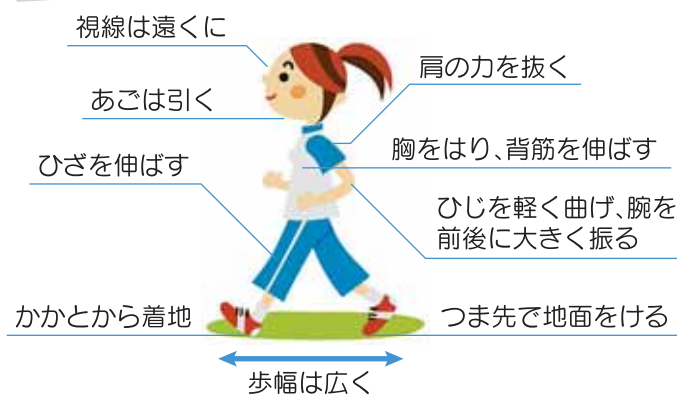 視線は遠くに
あごは引く
ひざを伸ばす
かかとから着地
肩の力を抜く
胸をはり、背筋を伸ばす
ひじを軽く曲げ、腕を
前後に大きく振る
つま先で地面をける
歩幅は広く